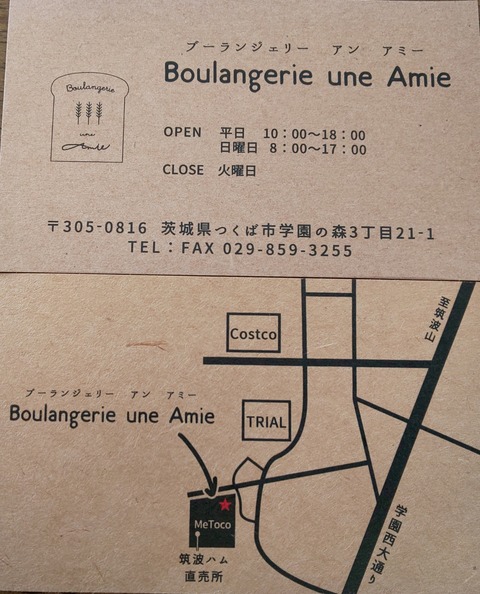 ブーランジェリー アン アミー
Boulangerie une Amie
Boulangerie
une
Amie
OPEN 平日 10：00〜18：00
日曜日 8：00〜17：00
CLOSE 火曜日
〒305-0816 茨城県つくば市学園の森3丁目21-1
TEL：FAX 029-859-3255
至筑波山
Costco
ブーランジェリー アン アミー
Boulangerie une Amie
TRIAL
MeToco
筑波ハム
直売所
学園西大通り